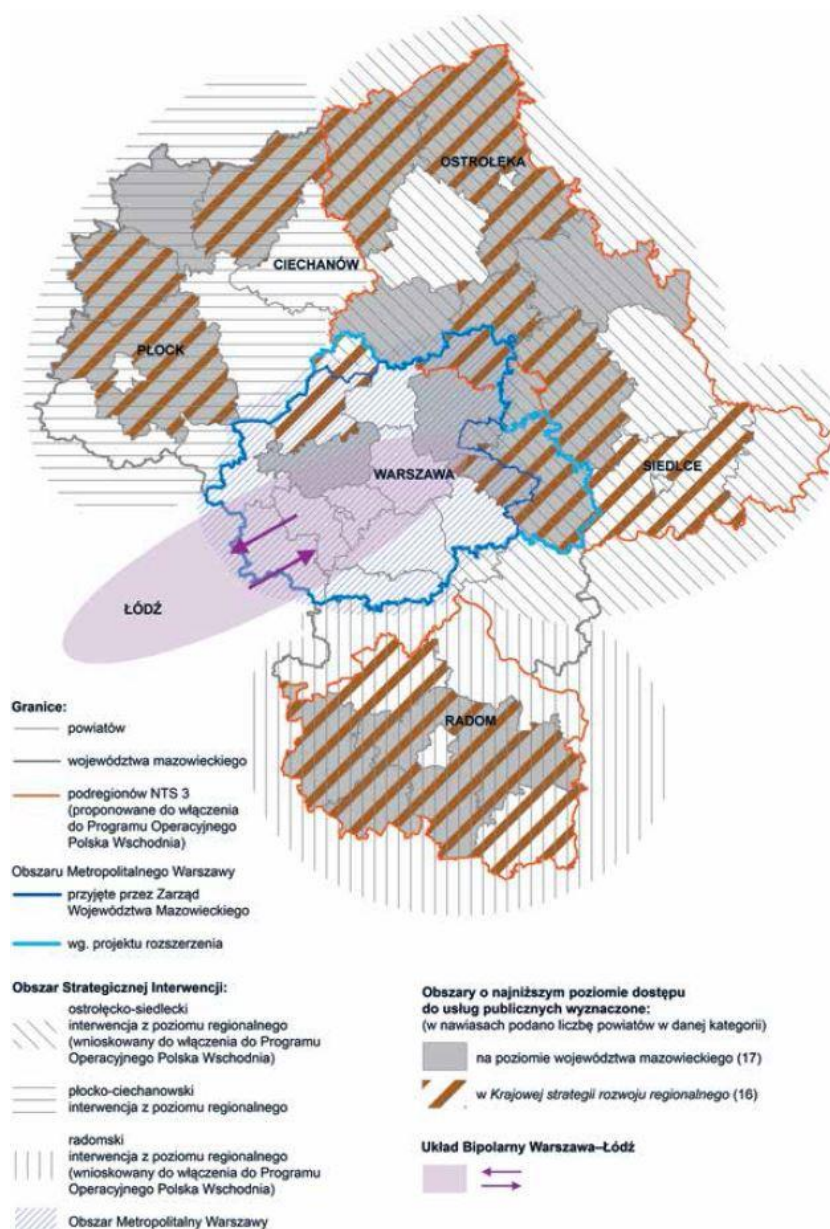 OSTROŁĘKA
CIECHANÓW
PŁOCK
WARSZAWA
SIEDLCE
ŁÓDŹ
RADOM
Granice:
powiatów
województwa mazowieckiego
podregionów NTS 3
(proponowane do włączenia
do Programu Operacyjnego
Polska Wschodnia)
Obszaru Metropolitalnego Warszawy
przyjęte przez Zarząd
Województwa Mazowieckiego
wg. projektu rozszerzenia
Obszar Strategicznej Interwencji:
ostrołęcko-siedlecki
interwencja z poziomu regionalnego
(wnioskowany do włączenia do Programu
Operacyjnego Polska Wschodnia)
płocko-ciechanowski
interwencja z poziomu regionalnego
radomski
interwencja z poziomu regionalnego
(wnioskowany do włączenia do Programu
Operacyjnego Polska Wschodnia)
Obszar Metropolitalny Warszawy
Obszary o najniższym poziomie dostępu
do usług publicznych wyznaczone:
(w nawiasach podano liczbę powiatów w danej kategorii)
na poziomie województwa mazowieckiego (17)
w Krajowej strategii rozwoju regionalnego (16)
Układ Bipolarny Warszawa–Łódź